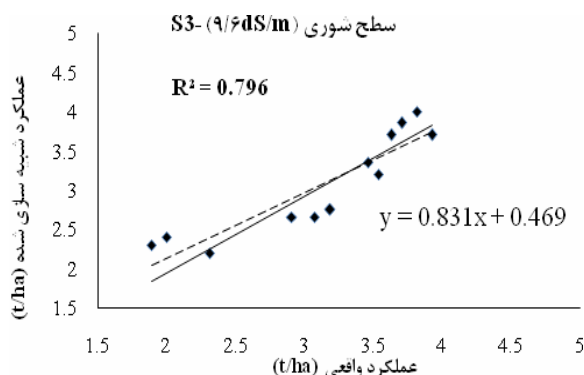 سطح شوری S3- (۹/۶dS/m)
R² = 0.796
y = 0.831x + 0.469
عملکرد شبیه سازی شده (t/ha)
5
4.5
4
3.5
3
2.5
2
1.5
1.5 2 2.5 3 3.5 4 4.5 5
عملکرد واقعی (t/ha)